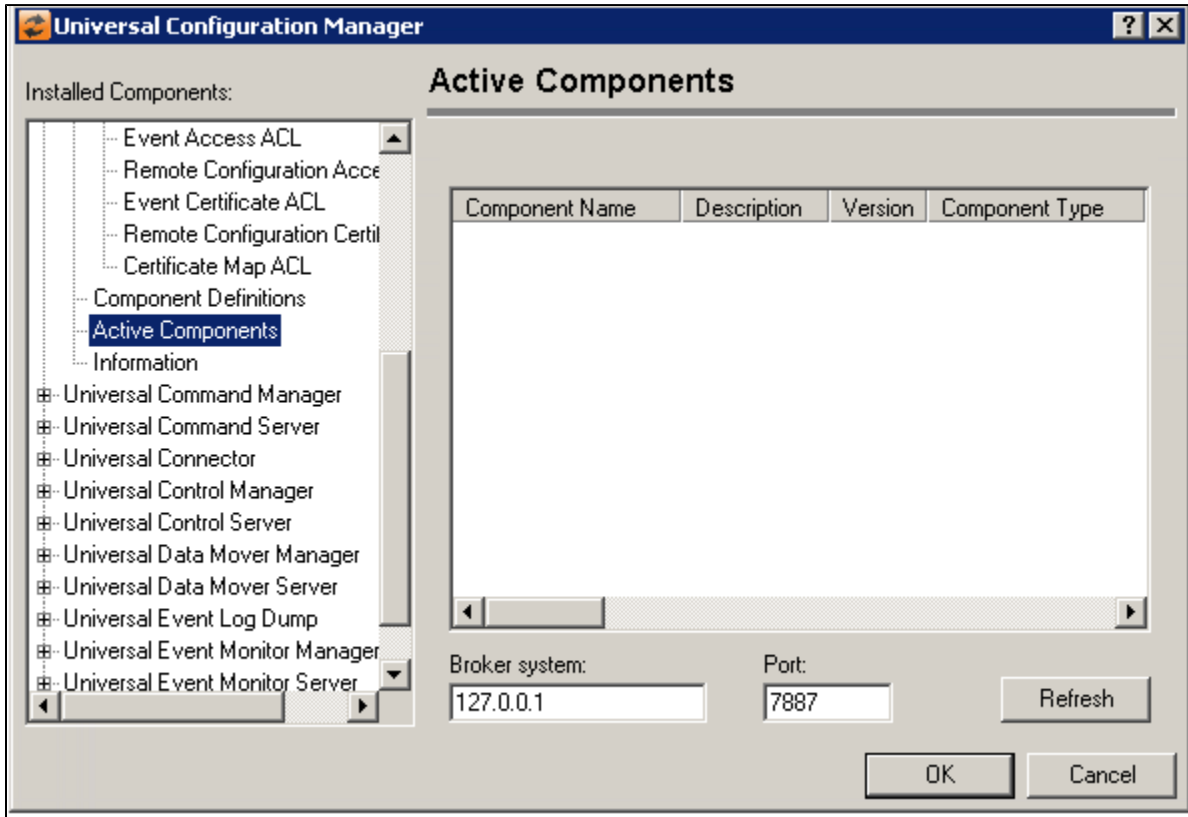 Universal Configuration Manager
Installed Components:
Event Access ACL
Remote Configuration Acce
Event Certificate ACL
Remote Configuration Certif
Certificate Map ACL
Component Definitions
Active Components
Information
Universal Command Manager
Universal Command Server
Universal Connector
Universal Control Manager
Universal Control Server
Universal Data Mover Manager
Universal Data Mover Server
Universal Event Log Dump
Universal Event Monitor Manager
Universal Event Monitor Server
Active Components
Component Name Description Version Component Type
Broker system: Port:
127.0.0.1 7887 Refresh
OK Cancel